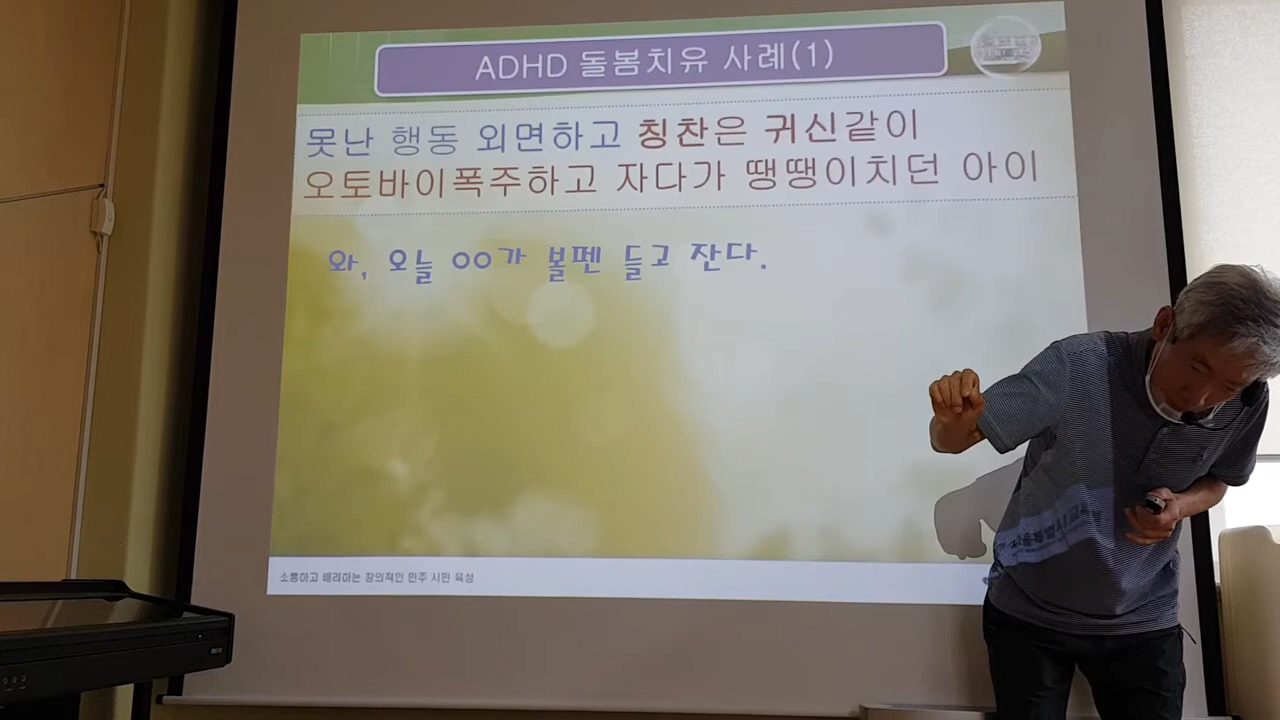 ADHD 돌봄치유 사례(1)
못난 행동 외면하고 칭찬은 귀신같이
오토바이폭주하고 자다가 땡땡이치던 아이
와, 오늘 OO가 볼펜 들고 잔다.
소통하고 배려하는 창의적인 민주 시민 육성